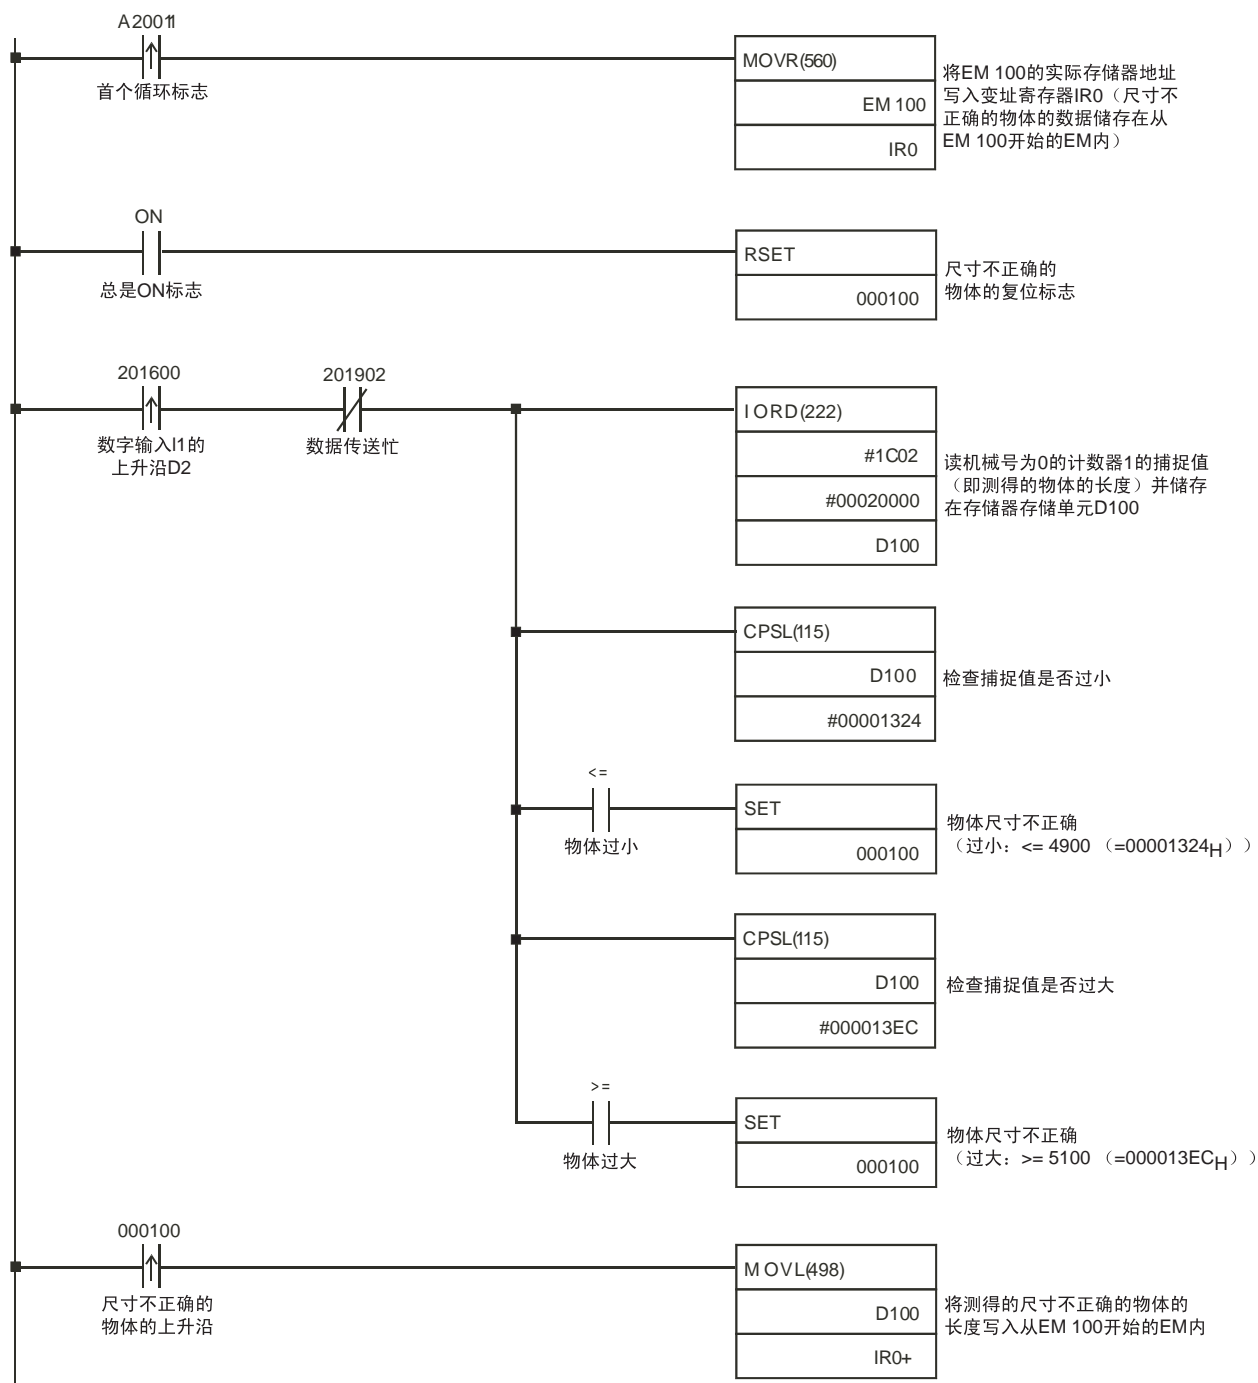 A20011
首个循环标志
MOVR(560)
EM 100
IR0
将EM 100的实际存储器地址
写入变址寄存器IR0（尺寸不
正确的物体的数据储存在从
EM 100开始的EM内）
ON
总是ON标志
RSET
000100
尺寸不正确的
物体的复位标志
201600
数字输入I1的
上升沿D2
201902
数据传送忙
IORD(222)
#1C02
#00020000
D100
读机械号为0的计数器1的捕捉值
（即测得的物体的长度）并储存
在存储器存储单元D100
CPSL(115)
D100
#00001324
检查捕捉值是否过小
<=
物体过小
SET
000100
物体尺寸不正确
（过小：<= 4900 （=00001324H））
CPSL(115)
D100
#000013EC
检查捕捉值是否过大
>=
物体过大
SET
000100
物体尺寸不正确
（过大：>= 5100 （=000013ECH））
000100
尺寸不正确的
物体的上升沿
MOVL(498)
D100
IR0+
将测得的尺寸不正确的物体的
长度写入从EM 100开始的EM内